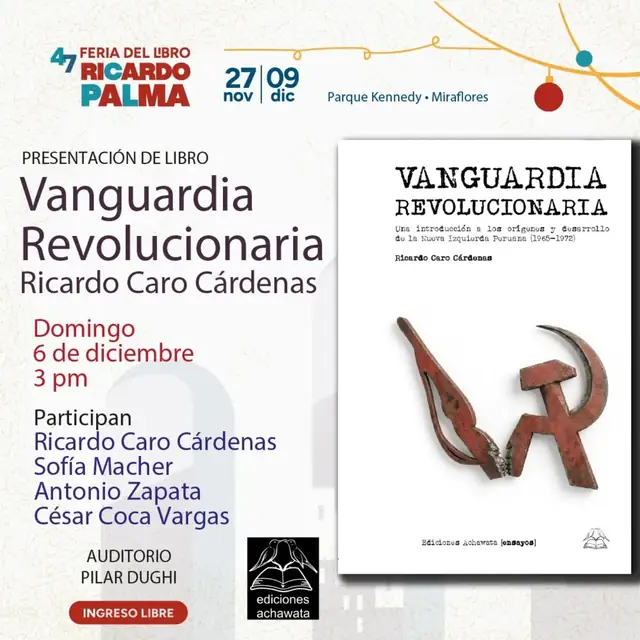 47 FERIA DEL LIBRO
RICARDO
PALMA
27 nov | 09 dic
Parque Kennedy • Miraflores
PRESENTACIÓN DE LIBRO
Vanguardia
Revolucionaria
Ricardo Caro Cárdenas
Domingo
6 de diciembre
3 pm
Participan
Ricardo Caro Cárdenas
Sofía Macher
Antonio Zapata
César Coca Vargas
AUDITORIO
PILAR DUGHI
INGRESO LIBRE
ediciones
achawata
VANGUARDIA
REVOLUCIONARIA
Una introducción a los orígenes y desarrollo
de la Nueva Izquierda Peruana (1965-1972)
Ricardo Caro Cárdenas
Ediciones Achawata [ensayos]